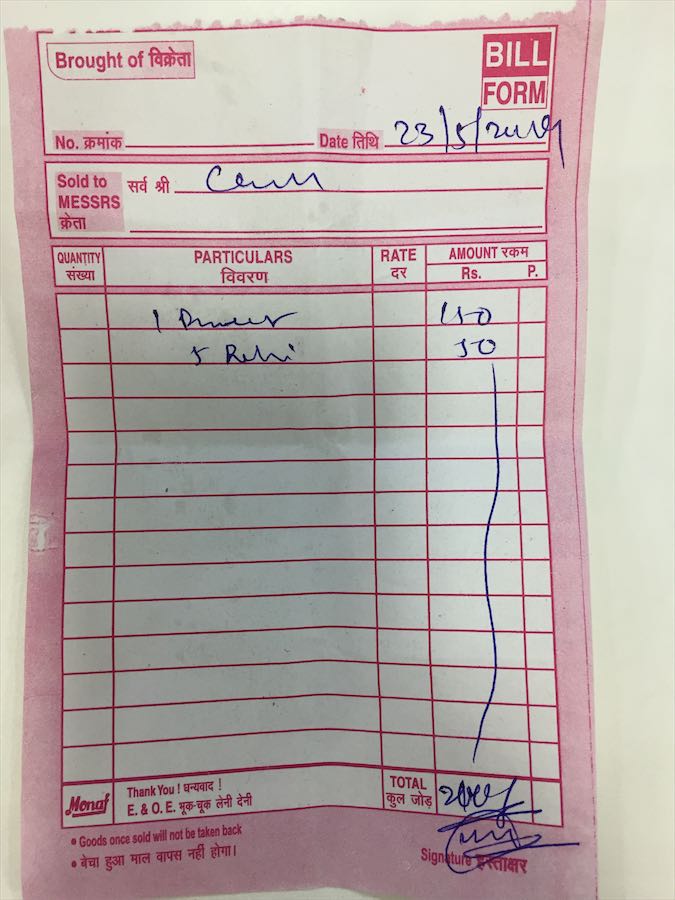 Brought of विक्रेता
BILL
FORM
No. क्रमांक
Date तिथि 23/5/2019
Sold to
MESSRS
क्रेता
सर्व श्री Cash
QUANTITY
संख्या
PARTICULARS
विवरण
RATE
दर
AMOUNT रकम
Rs. P.
1 150
5 Roti 50
Monaf
Thank You ! धन्यवाद !
E. & O. E. भूक-चूक लेनी देनी
TOTAL
कुल जोड़
200/
• Goods once sold will not be taken back
• बेचा हुआ माल वापस नहीं होगा।
Signature हस्ताक्षर